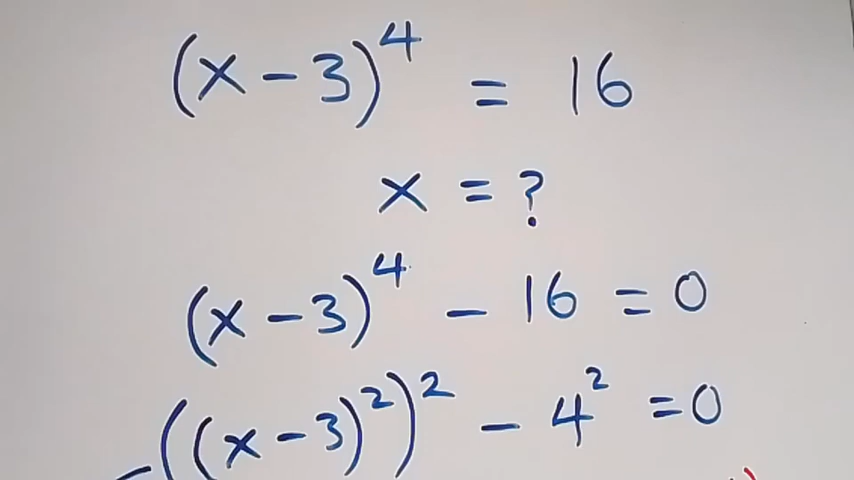 (x - 3)⁴ = 16
x = ?
(x - 3)⁴ - 16 = 0
((x - 3)²)² - 4² = 0